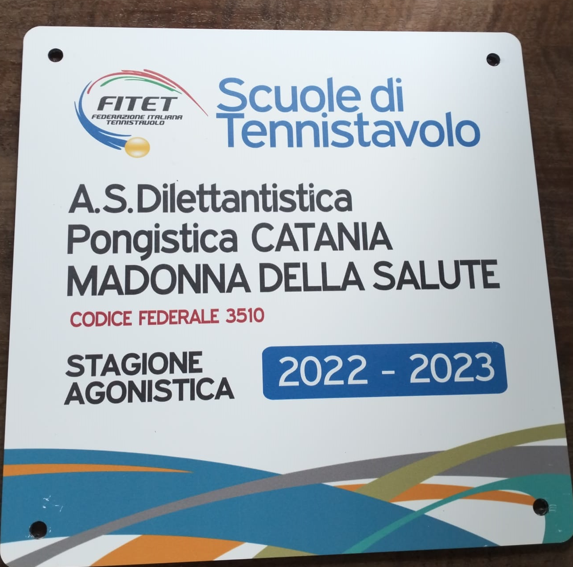 FITET
FEDERAZIONE ITALIANA
TENNISTAVOLO
Scuole di
Tennistavolo
A.S.Dilettantistica
Pongistica CATANIA
MADONNA DELLA SALUTE
CODICE FEDERALE 3510
STAGIONE
AGONISTICA
2022 - 2023